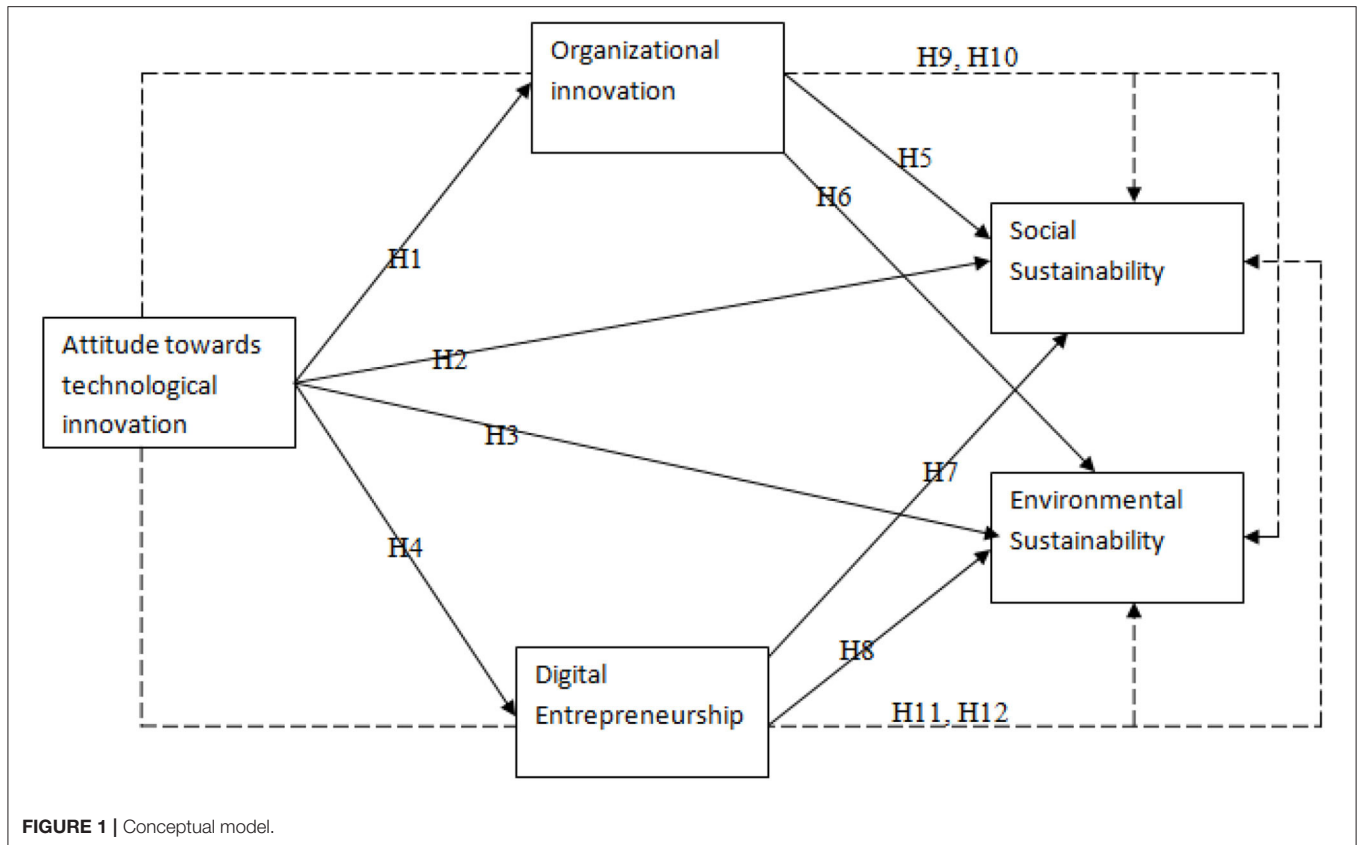 Organizational
innovation
H9, H10
H5
H6
Social
Sustainability
H1
H2
Attitude towards
technological
innovation
H3
H7
Environmental
Sustainability
H4
H8
Digital
Entrepreneurship
H11, H12
FIGURE 1 | Conceptual model.